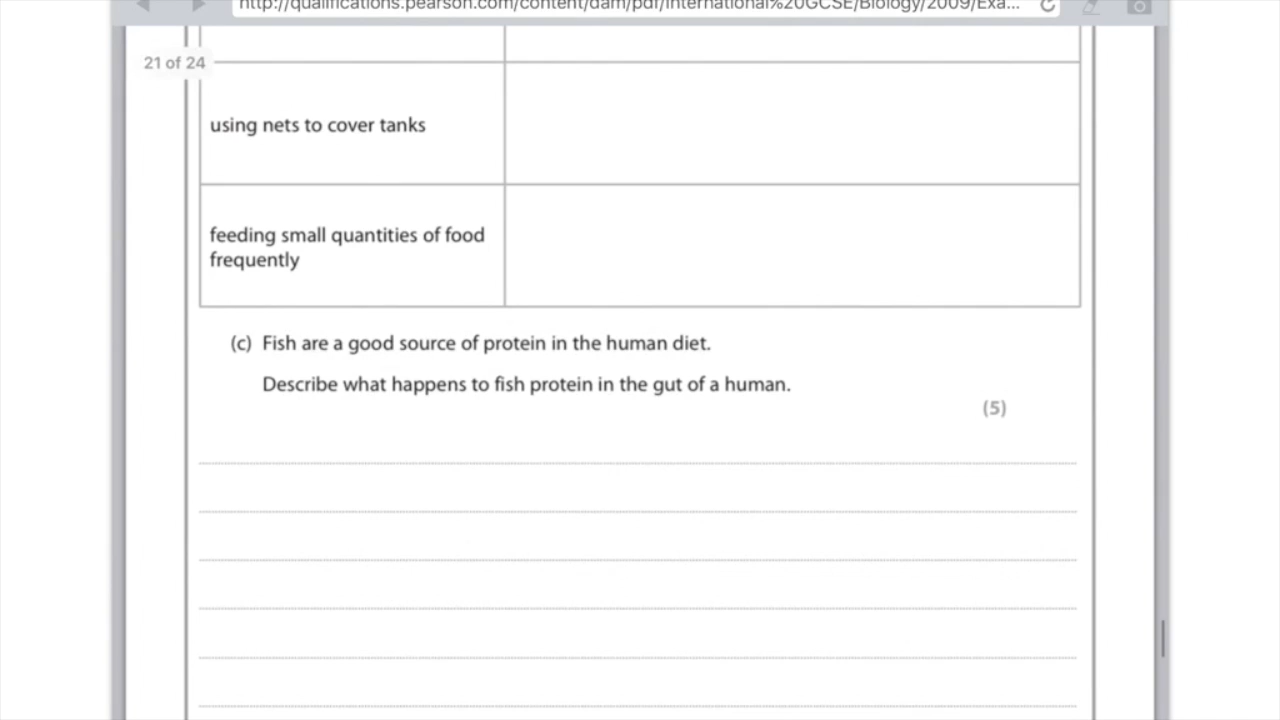 http://qualifications.pearson.com/content/dam/pdf/International%20GCSE/Biology/2009/Exa...
21 of 24
using nets to cover tanks
feeding small quantities of food
frequently
(c) Fish are a good source of protein in the human diet.
Describe what happens to fish protein in the gut of a human.
(5)